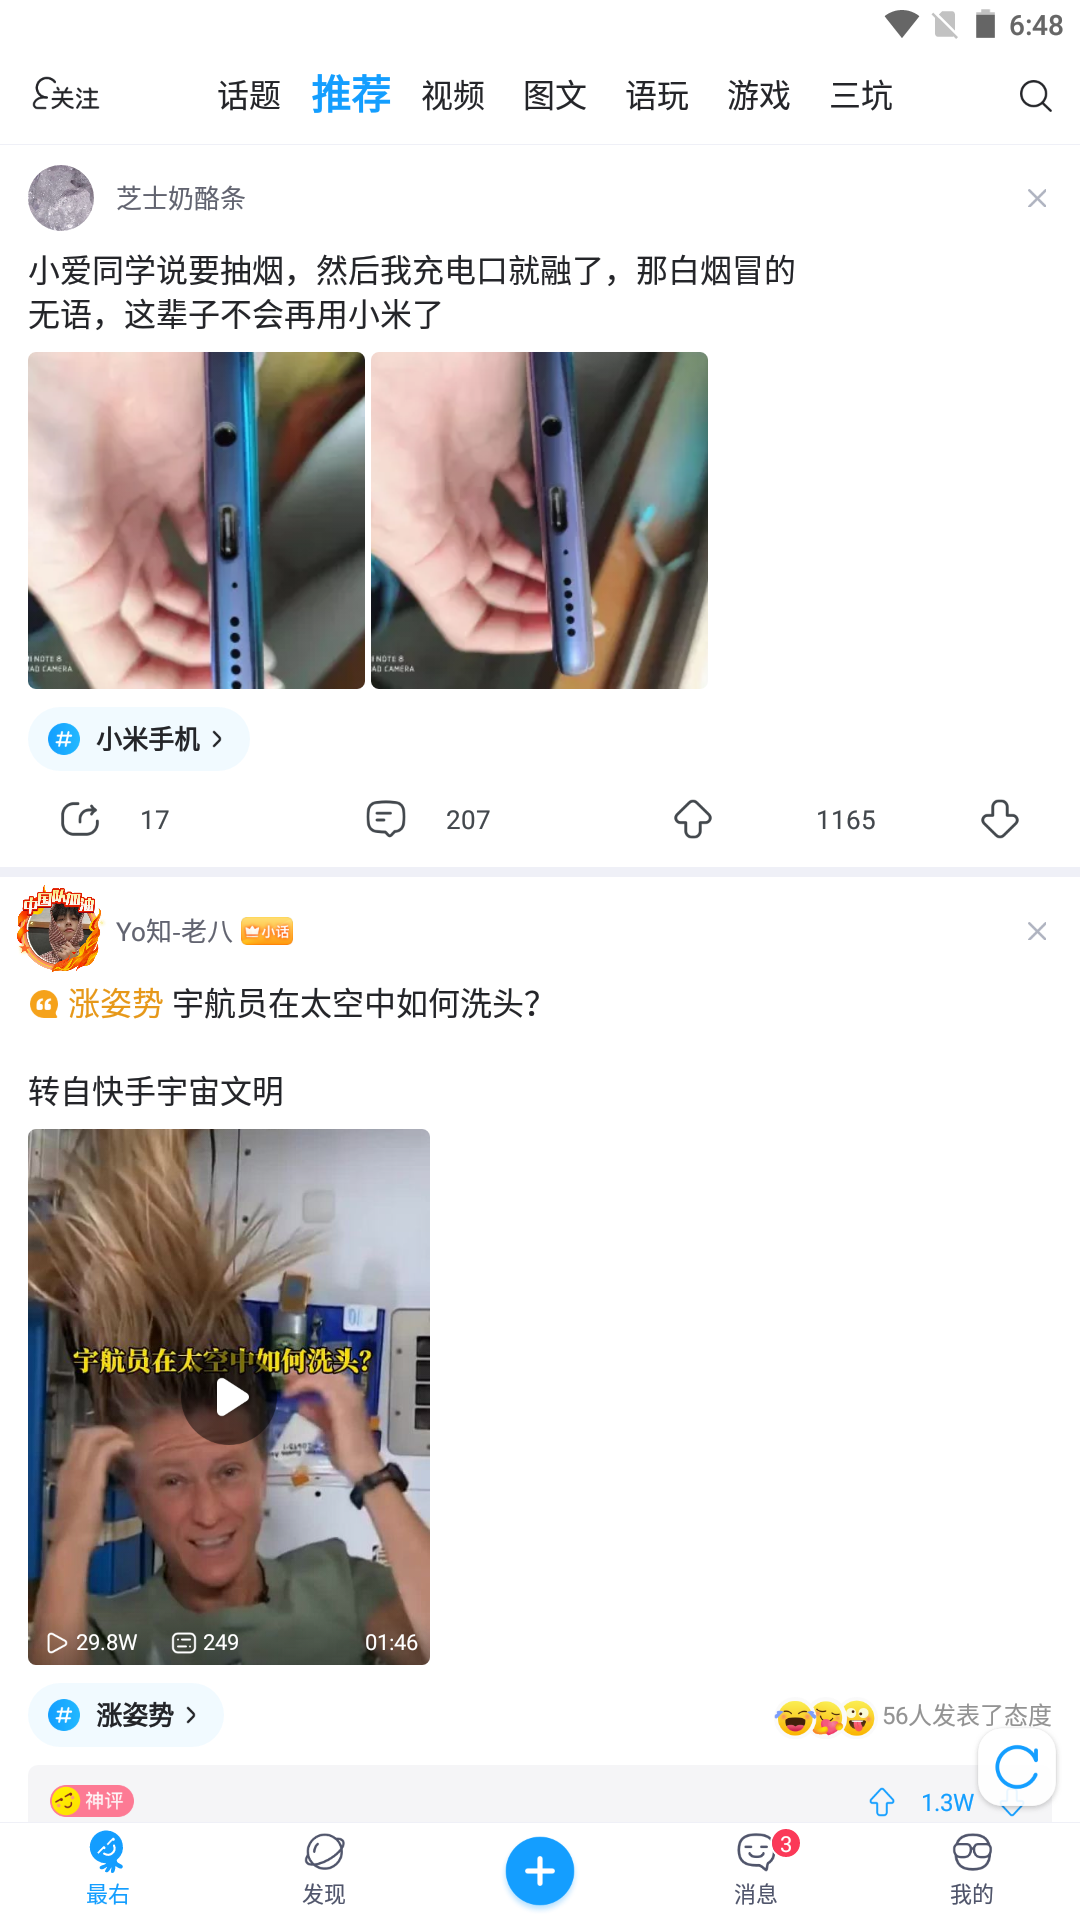 6:48
关注 话题 推荐 视频 图文 语玩 游戏 三坑
芝士奶酪条
小爱同学说要抽烟，然后我充电口就融了，那白烟冒的
无语，这辈子不会再用小米了
NOTE 8
AD CAMERA
NOTE 8
AD CAMERA
小米手机
17 207 1165
中国队加油
Yo知-老八 小话
涨姿势 宇航员在太空中如何洗头？
转自快手宇宙文明
宇航员在太空中如何洗头？
29.8W 249 01:46
涨姿势
56人发表了态度
神评 1.3W
最右 发现 消息 3 我的